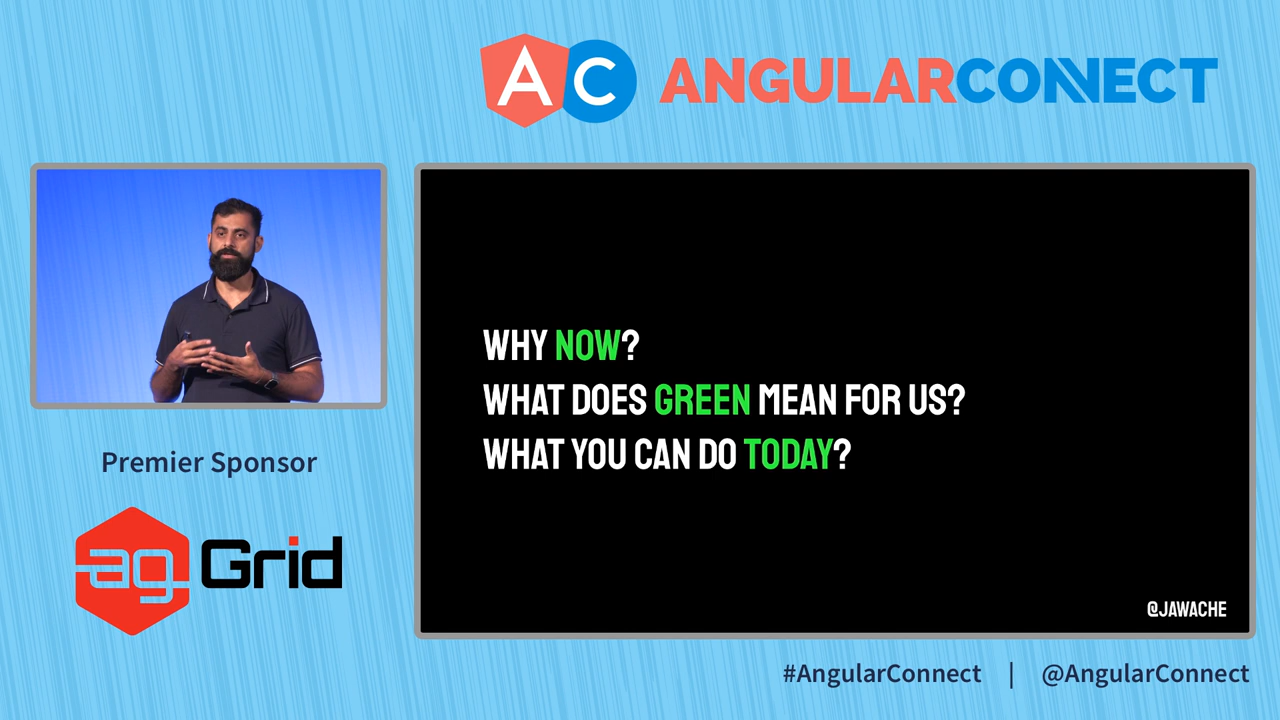 AC ANGULARCONNECT
WHY NOW?
WHAT DOES GREEN MEAN FOR US?
WHAT YOU CAN DO TODAY?
@JAWACHE
Premier Sponsor
ag Grid
#AngularConnect | @AngularConnect